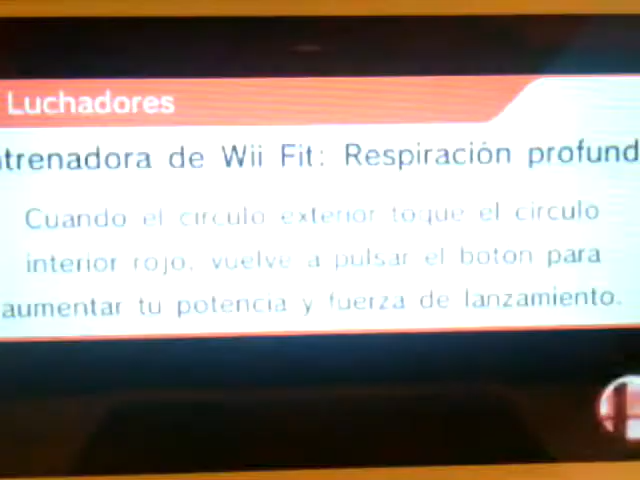 Luchadores
ntrenadora de Wii Fit: Respiración profund
Cuando el círculo exterior toque el círculo
interior rojo, vuelve a pulsar el botón para
aumentar tu potencia y fuerza de lanzamiento.